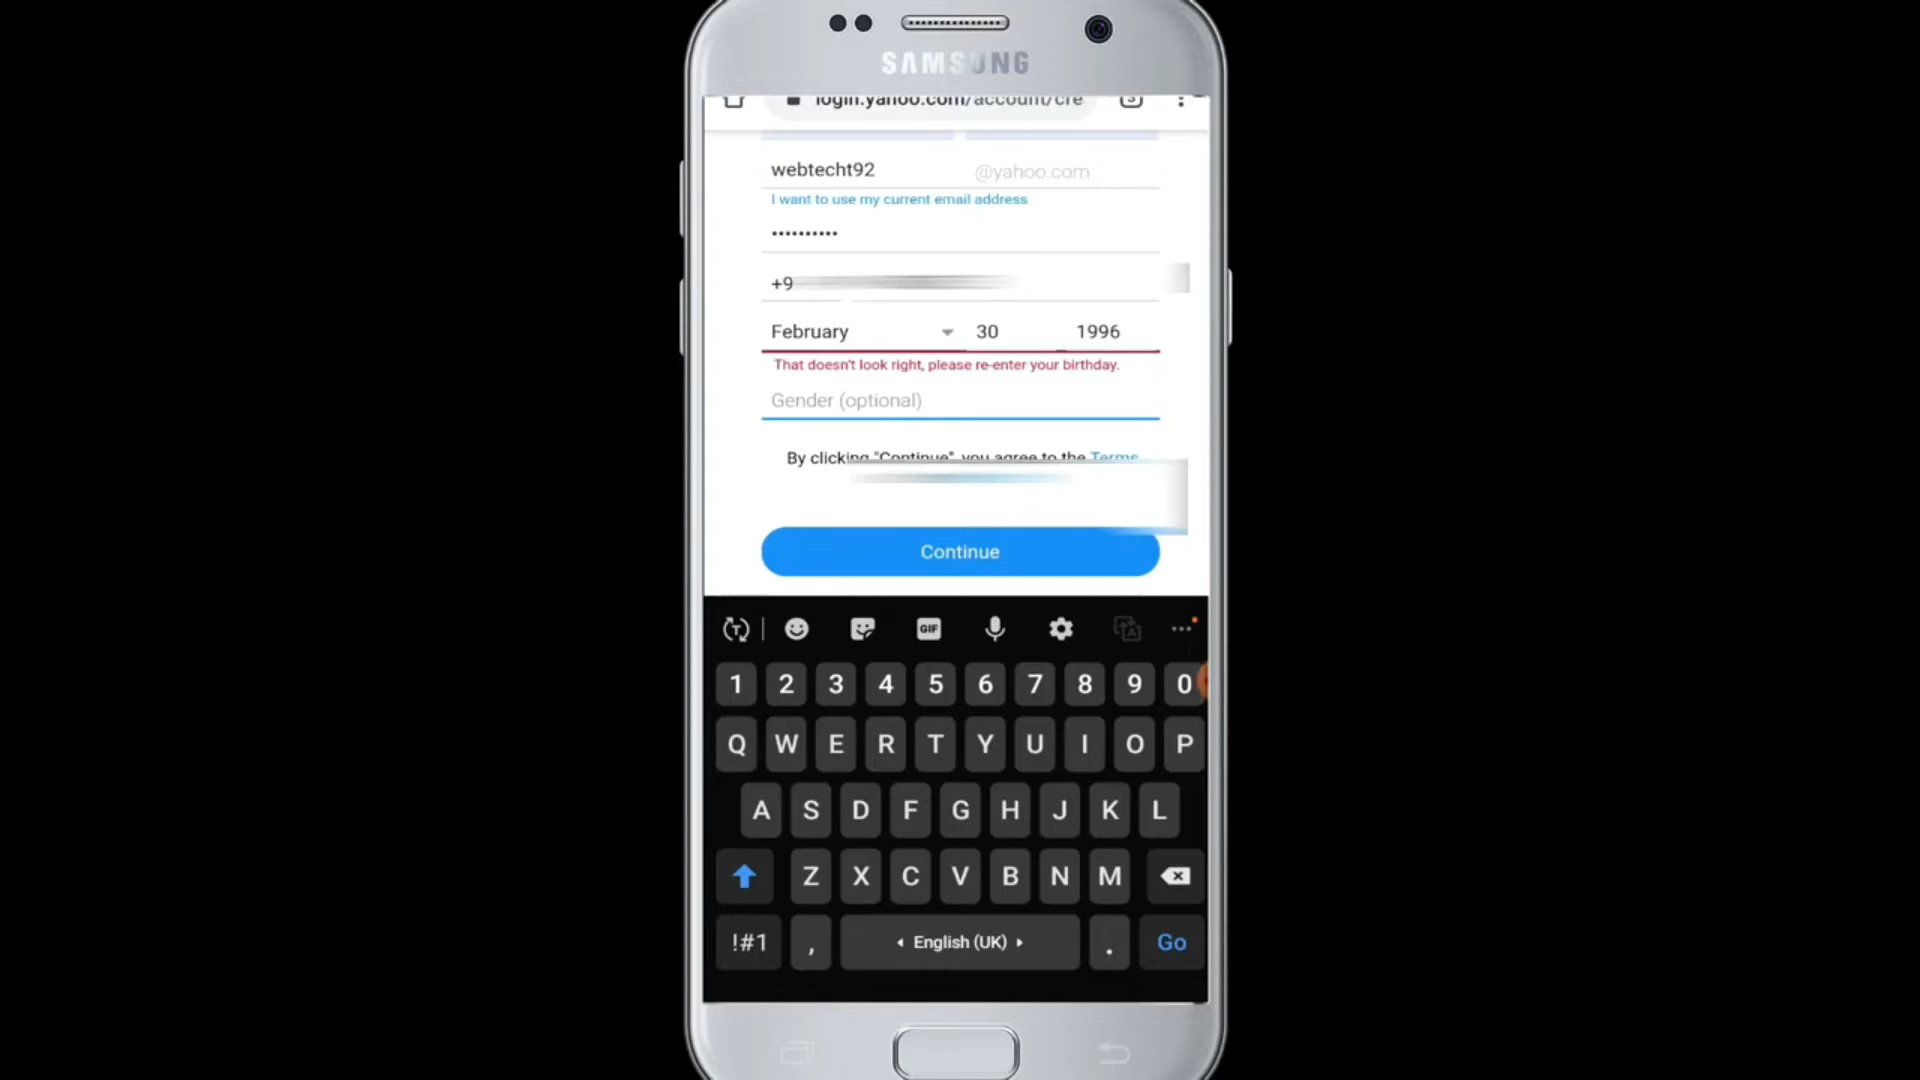 SAMSUNG
login.yahoo.com/account/cre
webtecht92 @yahoo.com
I want to use my current email address
••••••••••
+9
February 30 1996
That doesn't look right, please re-enter your birthday.
Gender (optional)
By clicking "Continue", you agree to the Terms
Continue
GIF
1 2 3 4 5 6 7 8 9 0
Q W E R T Y U I O P
A S D F G H J K L
Z X C V B N M
!#1 , English (UK) . Go